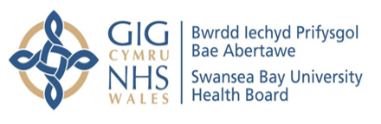 GIG
CYMRU
NHS
WALES
Bwrdd Iechyd Prifysgol
Bae Abertawe
Swansea Bay University
Health Board